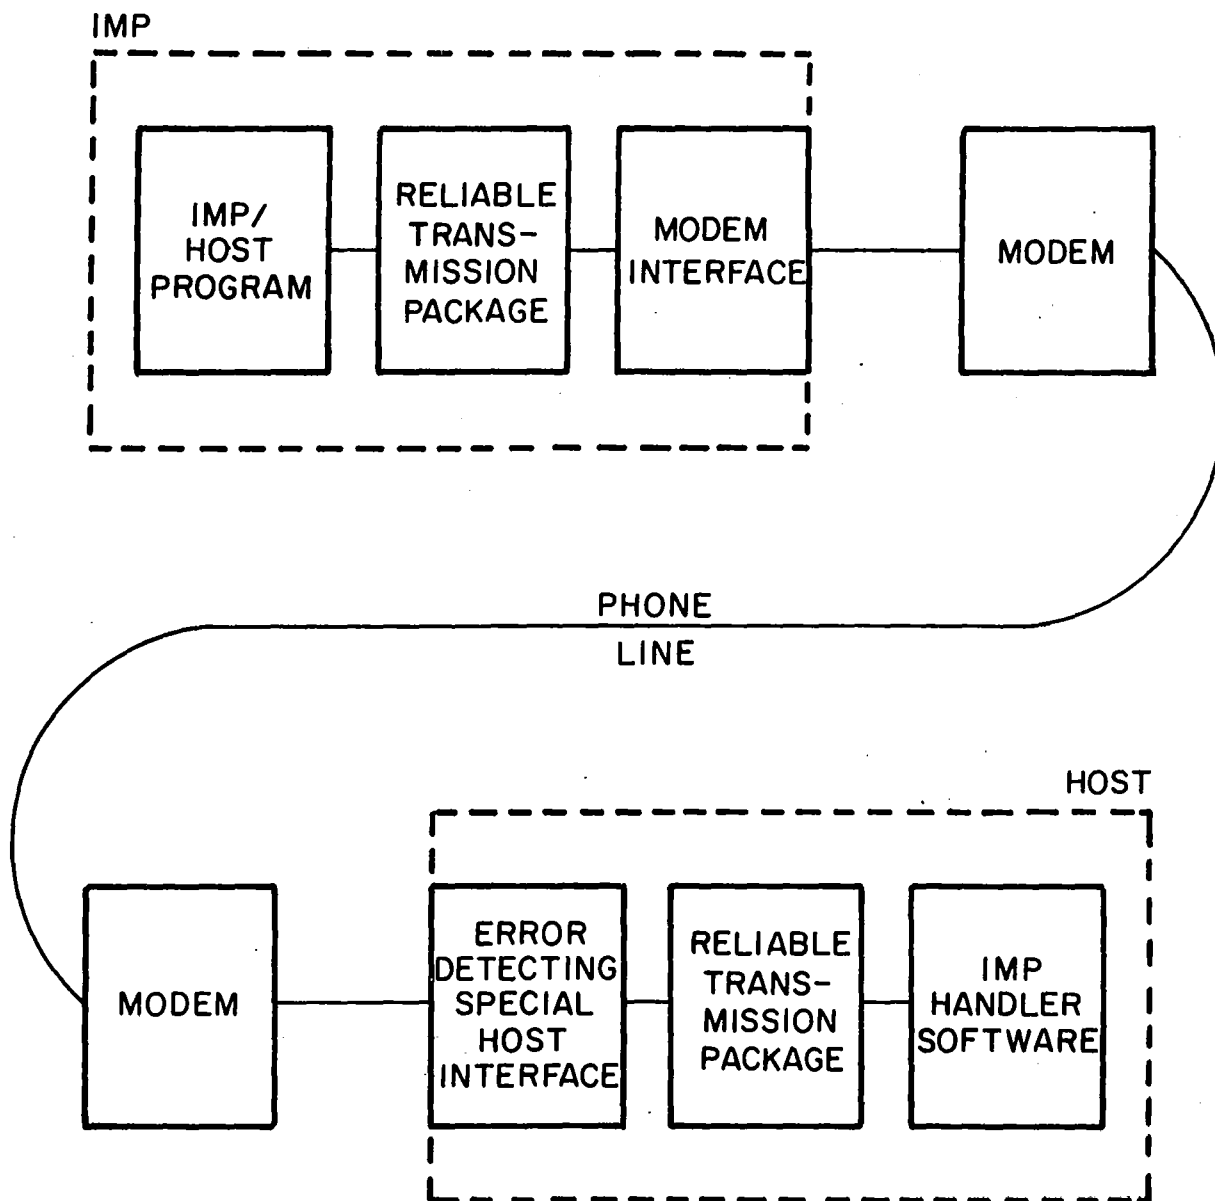 IMP
IMP/
HOST
PROGRAM
RELIABLE
TRANS-
MISSION
PACKAGE
MODEM
INTERFACE
MODEM
PHONE
LINE
HOST
MODEM
ERROR
DETECTING
SPECIAL
HOST
INTERFACE
RELIABLE
TRANS-
MISSION
PACKAGE
IMP
HANDLER
SOFTWARE